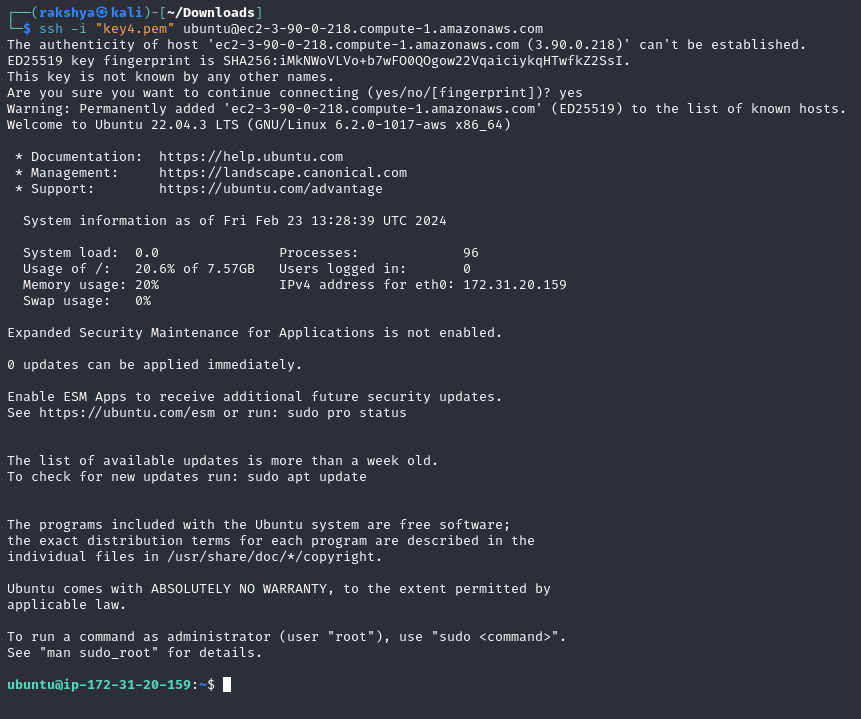 ┌──(rakshya㉿kali)-[~/Downloads]
└─$ ssh -i "key4.pem" ubuntu@ec2-3-90-0-218.compute-1.amazonaws.com
The authenticity of host 'ec2-3-90-0-218.compute-1.amazonaws.com (3.90.0.218)' can't be established.
ED25519 key fingerprint is SHA256:iMkNWoVLVo+b7wFO0QOgow22VqaiciykqHTwfkZ2SsI.
This key is not known by any other names.
Are you sure you want to continue connecting (yes/no/[fingerprint])? yes
Warning: Permanently added 'ec2-3-90-0-218.compute-1.amazonaws.com' (ED25519) to the list of known hosts.
Welcome to Ubuntu 22.04.3 LTS (GNU/Linux 6.2.0-1017-aws x86_64)

 * Documentation:  https://help.ubuntu.com
 * Management:     https://landscape.canonical.com
 * Support:        https://ubuntu.com/advantage

  System information as of Fri Feb 23 13:28:39 UTC 2024

  System load:  0.0               Processes:             96
  Usage of /:   20.6% of 7.57GB   Users logged in:       0
  Memory usage: 20%               IPv4 address for eth0: 172.31.20.159
  Swap usage:   0%

Expanded Security Maintenance for Applications is not enabled.

0 updates can be applied immediately.

Enable ESM Apps to receive additional future security updates.
See https://ubuntu.com/esm or run: sudo pro status


The list of available updates is more than a week old.
To check for new updates run: sudo apt update


The programs included with the Ubuntu system are free software;
the exact distribution terms for each program are described in the
individual files in /usr/share/doc/*/copyright.

Ubuntu comes with ABSOLUTELY NO WARRANTY, to the extent permitted by
applicable law.

To run a command as administrator (user "root"), use "sudo <command>".
See "man sudo_root" for details.

ubuntu@ip-172-31-20-159:~$